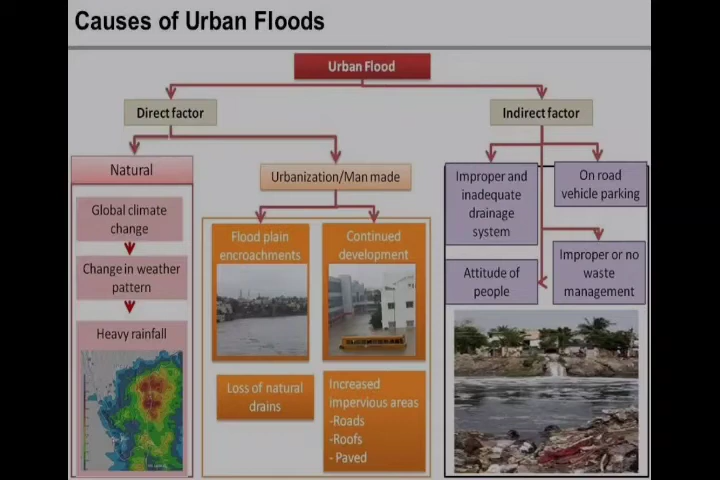 Causes of Urban Floods
Urban Flood
Direct factor
Indirect factor
Natural
Global climate
change
Change in weather
pattern
Heavy rainfall
Urbanization/Man made
Flood plain
encroachments
Continued
development
Loss of natural
drains
Increased
impervious areas
-Roads
-Roofs
- Paved
Improper and
inadequate
drainage
system
On road
vehicle parking
Attitude of
people
Improper or no
waste
management